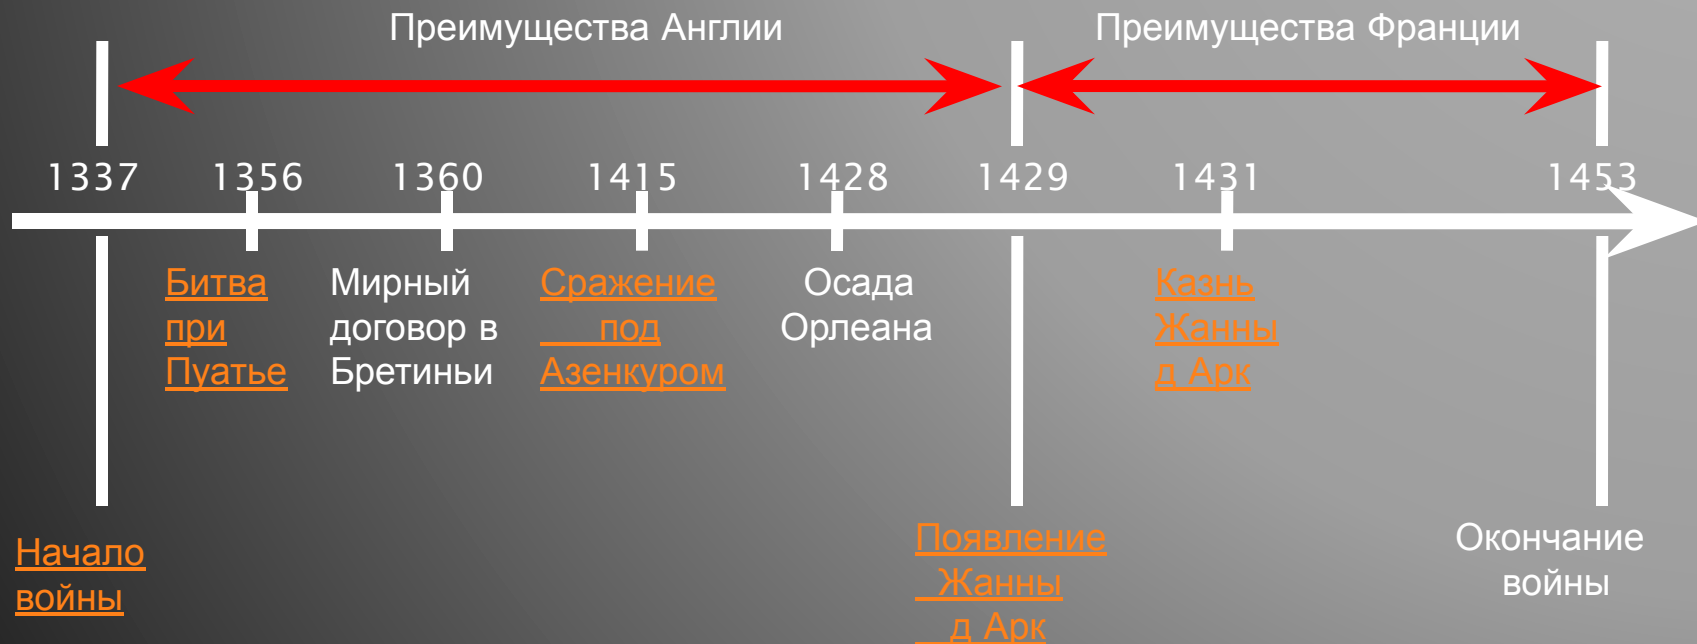 Преимущества Англии
Преимущества Франции
1337 1356 1360 1415 1428 1429 1431 1453
Битва
при
Пуатье
Мирный
договор в
Бретиньи
Сражение
под
Азенкуром
Осада
Орлеана
Казнь
Жанны
д Арк
Начало
войны
Появление
Жанны
д Арк
Окончание
войны